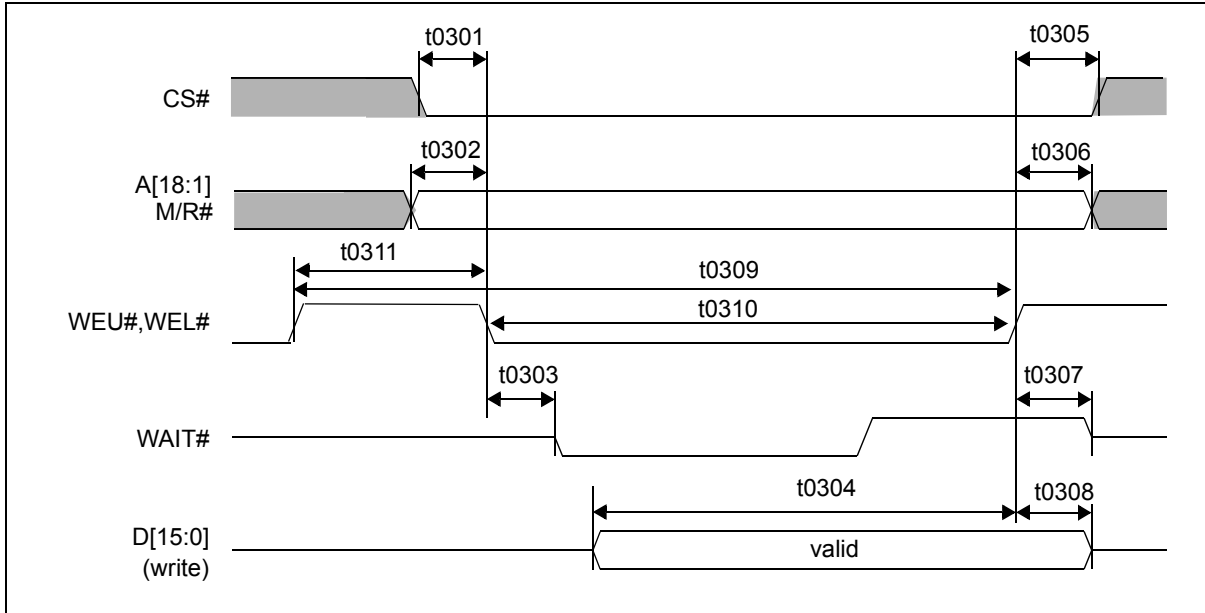 t0301
t0305
CS#
t0302
t0306
A[18:1]
M/R#
t0311
t0309
WEU#,WEL#
t0310
t0303
t0307
WAIT#
t0304
t0308
D[15:0]
(write)
valid